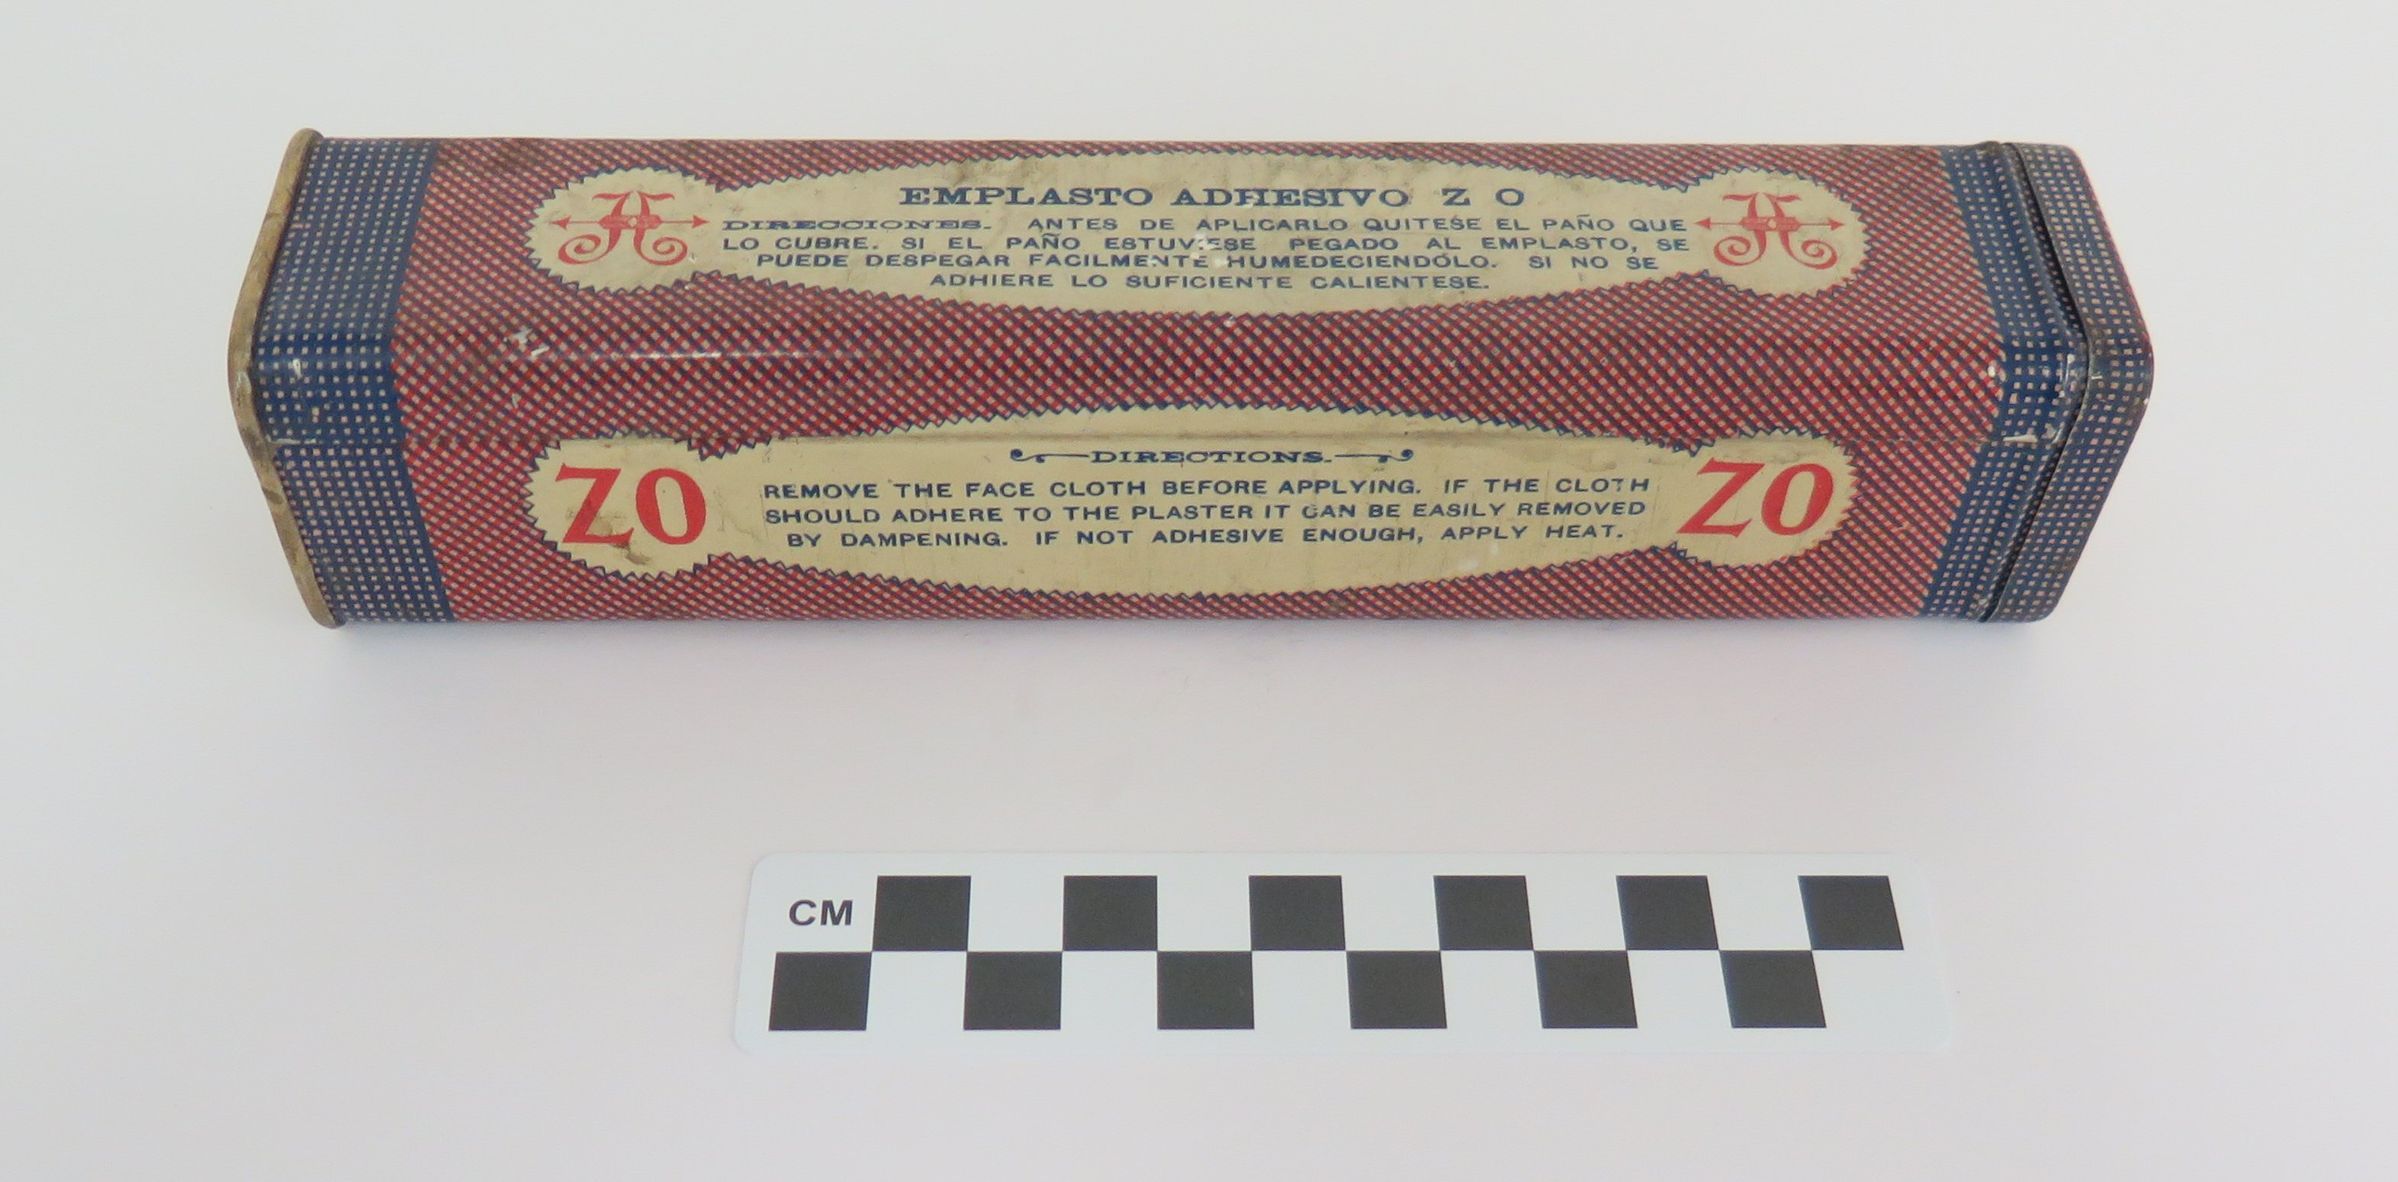 EMPLASTO ADHESIVO Z O
DIRECCIONES. ANTES DE APLICARLO QUITESE EL PAÑO QUE
LO CUBRE. SI EL PAÑO ESTUVIESE PEGADO AL EMPLASTO, SE
PUEDE DESPEGAR FACILMENTE HUMEDECIENDÓLO. SI NO SE
ADHIERE LO SUFICIENTE CALIENTESE.
ZO
DIRECTIONS.
REMOVE THE FACE CLOTH BEFORE APPLYING. IF THE CLOTH
SHOULD ADHERE TO THE PLASTER IT CAN BE EASILY REMOVED
BY DAMPENING. IF NOT ADHESIVE ENOUGH, APPLY HEAT.
ZO
CM